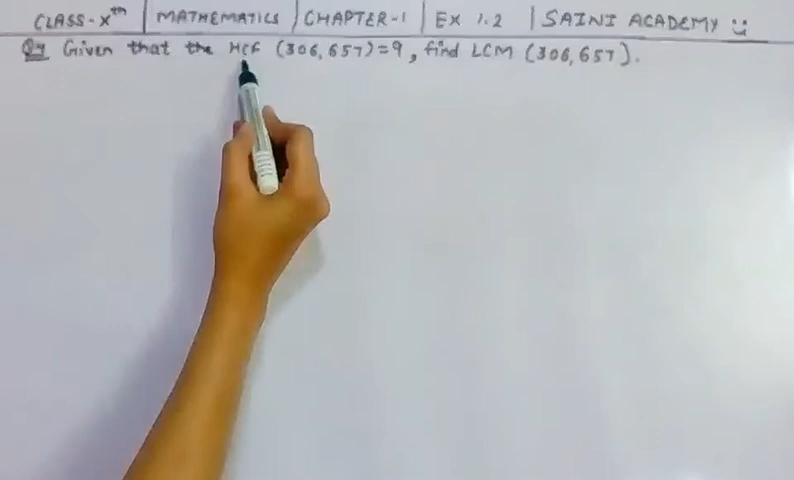 CLASS-Xth | MATHEMATICS | CHAPTER-1 | EX 1.2 | SAINI ACADEMY
Q4 Given that the HCF (306,657)=9, find LCM (306,657).